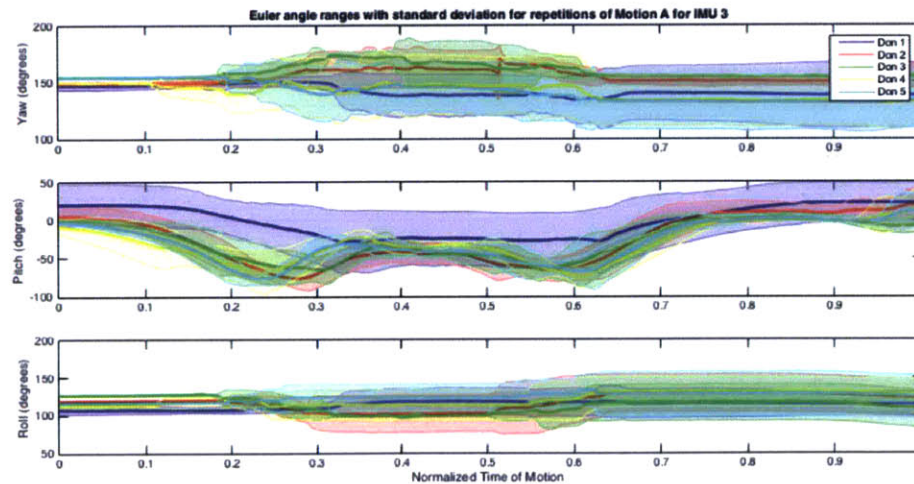 Euler angle ranges with standard deviation for repetitions of Motion A for IMU 3
200
150
100
Yaw (degrees)
Don 1
Don 2
Don 3
Don 4
Don 5
0 0.1 0.2 0.3 0.4 0.5 0.6 0.7 0.8 0.9
50
0
-50
-100
Pitch (degrees)
0 0.1 0.2 0.3 0.4 0.5 0.6 0.7 0.8 0.9
200
150
100
50
Roll (degrees)
0 0.1 0.2 0.3 0.4 0.5 0.6 0.7 0.8 0.9
Normalized Time of Motion